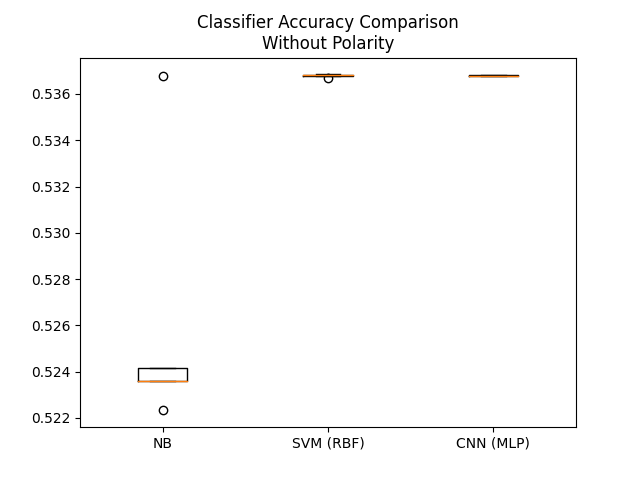 Classifier Accuracy Comparison
Without Polarity
0.536
0.534
0.532
0.530
0.528
0.526
0.524
0.522
NB
SVM (RBF)
CNN (MLP)